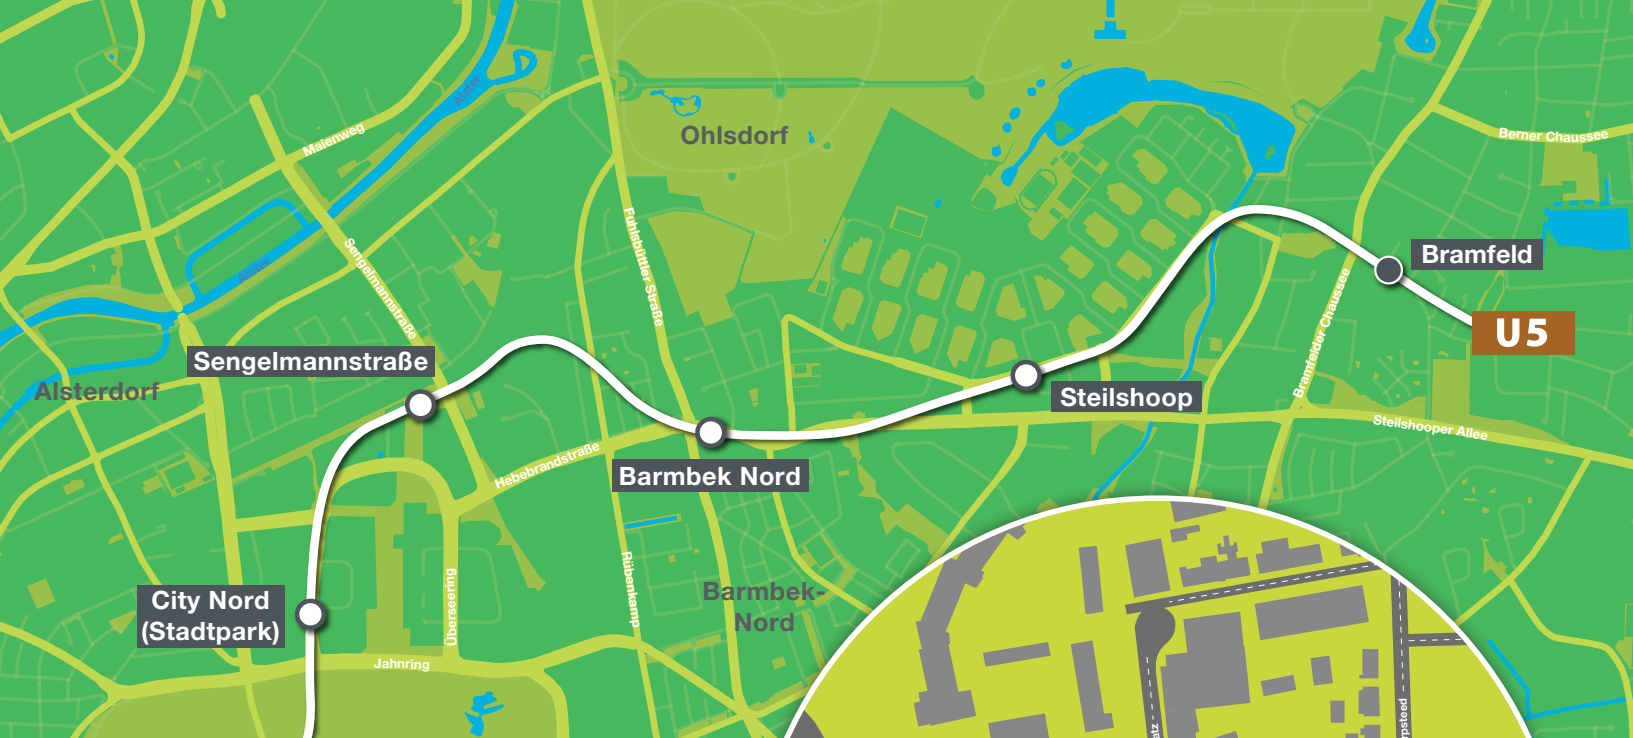 Alster
Maienweg
Ohlsdorf
Berner Chaussee
Alster
Sengelmannstraße
Fuhlsbüttler Straße
Bramfeld
Bramfelder Chaussee
U5
Sengelmannstraße
Alsterdorf
Steilshoop
Steilshooper Allee
Hebebrandstraße
Barmbek Nord
Rübenkamp
Überseering
City Nord
(Stadtpark)
Barmbek-
Nord
Jahnring